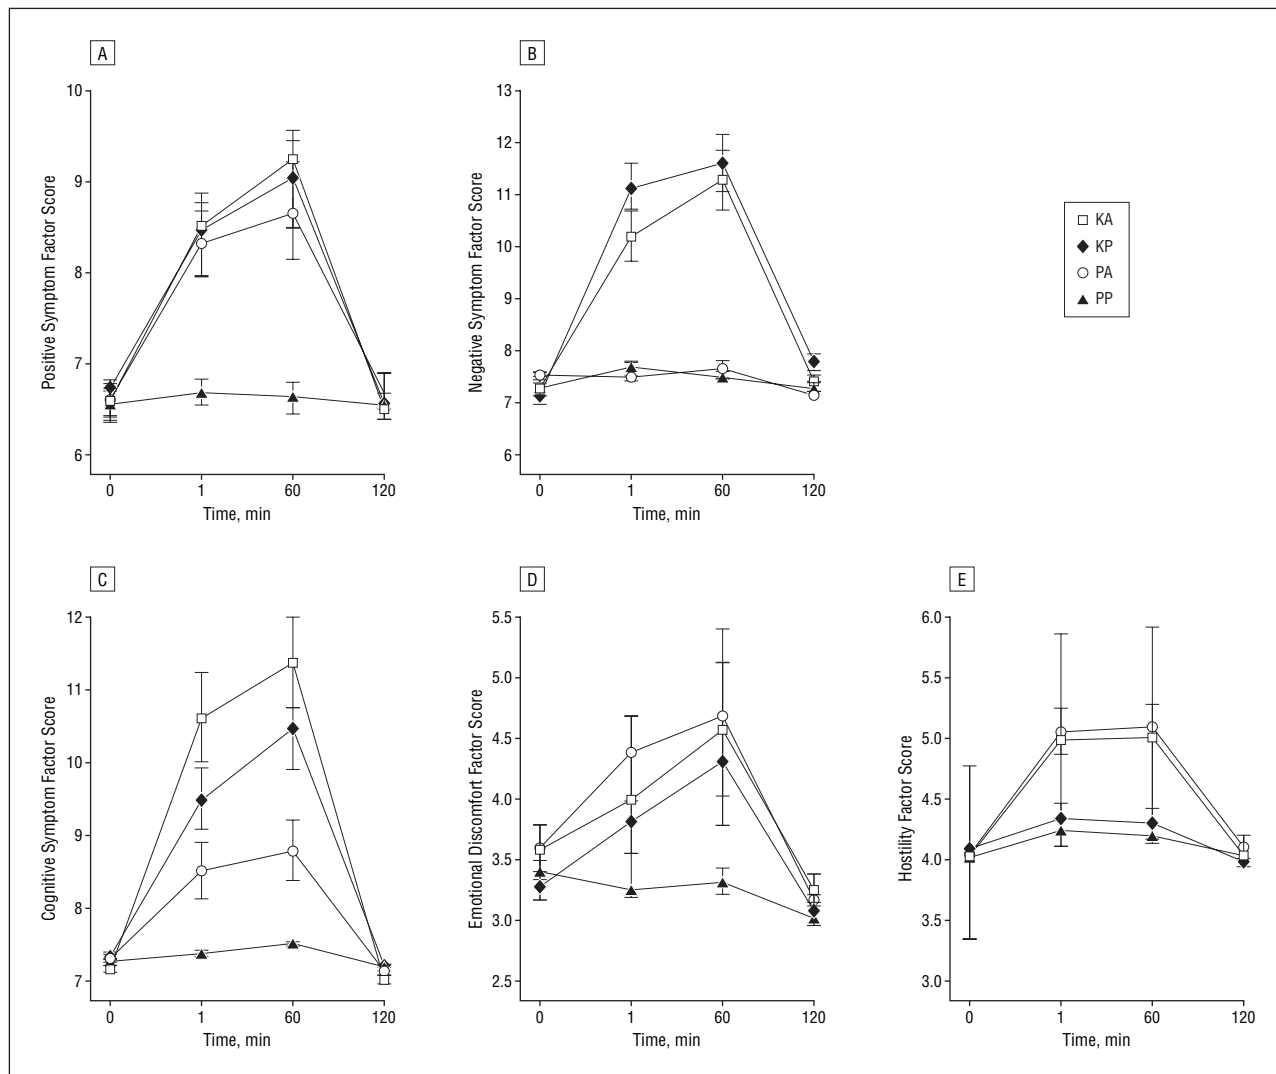 A
Positive Symptom Factor Score
10
9
8
7
6
0 1 60 120
Time, min
B
Negative Symptom Factor Score
13
12
11
10
9
8
7
6
0 1 60 120
Time, min
KA
KP
PA
PP
C
Cognitive Symptom Factor Score
12
11
10
9
8
7
0 1 60 120
Time, min
D
Emotional Discomfort Factor Score
5.5
5.0
4.5
4.0
3.5
3.0
2.5
0 1 60 120
Time, min
E
Hostility Factor Score
6.0
5.5
5.0
4.5
4.0
3.5
3.0
0 1 60 120
Time, min